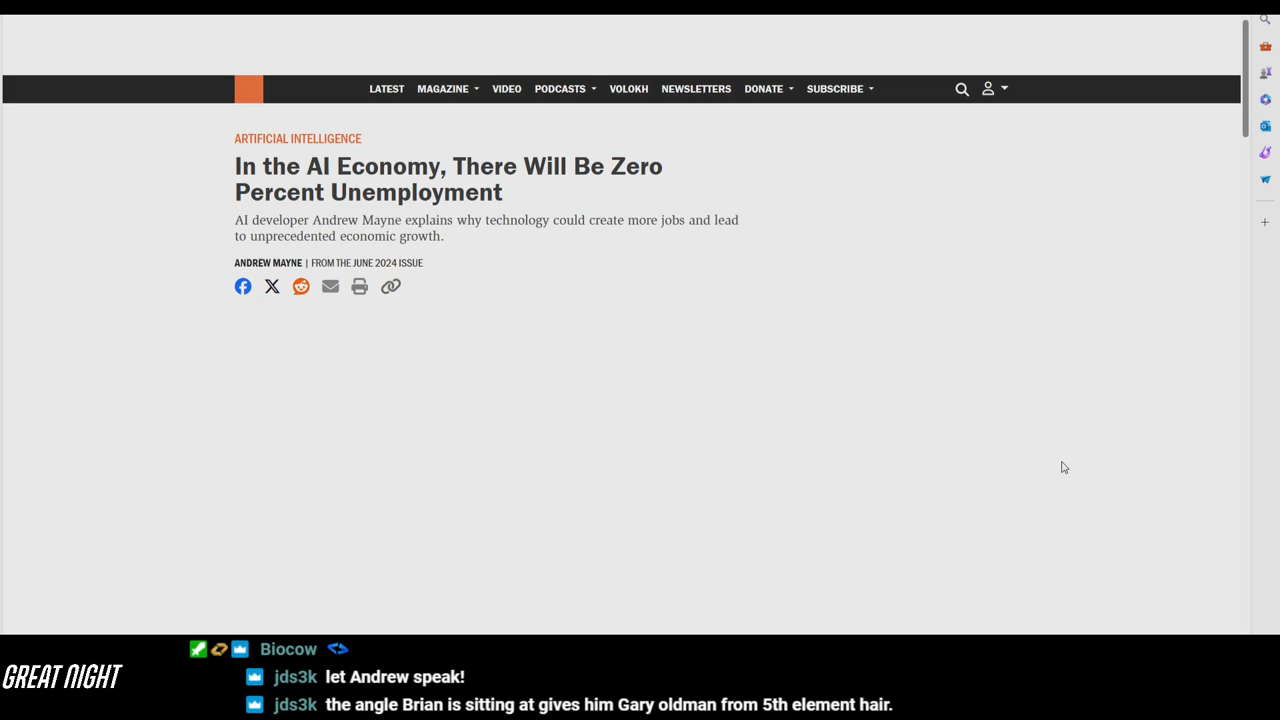 LATEST MAGAZINE VIDEO PODCASTS VOLOKH NEWSLETTERS DONATE SUBSCRIBE
ARTIFICIAL INTELLIGENCE
In the AI Economy, There Will Be Zero
Percent Unemployment
AI developer Andrew Mayne explains why technology could create more jobs and lead
to unprecedented economic growth.
ANDREW MAYNE | FROM THE JUNE 2024 ISSUE
Biocow
jds3k let Andrew speak!
GREAT NIGHT
jds3k the angle Brian is sitting at gives him Gary oldman from 5th element hair.